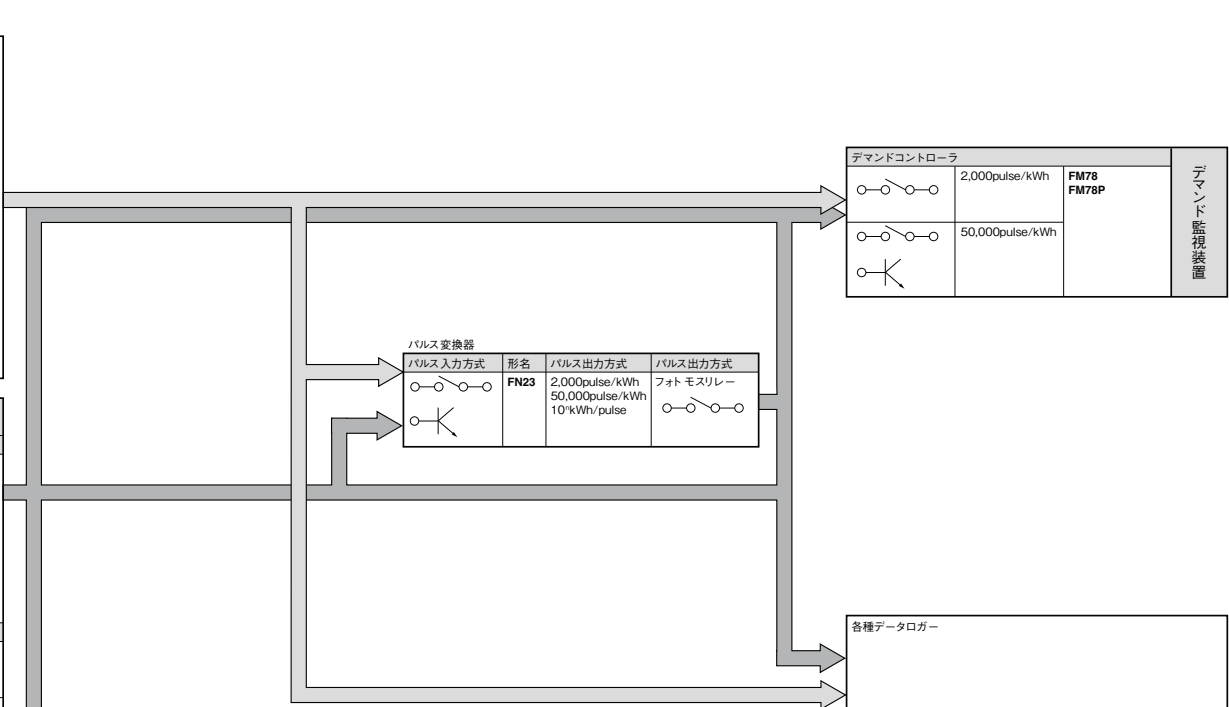 デマンドコントローラ
2,000pulse/kWh
FM78
FM78P
50,000pulse/kWh
デマンド監視装置
パルス変換器
パルス入力方式
形名
パルス出力方式
パルス出力方式
FN23
2,000pulse/kWh
50,000pulse/kWh
10ⁿkWh/pulse
フォトモスリレー
各種データロガー